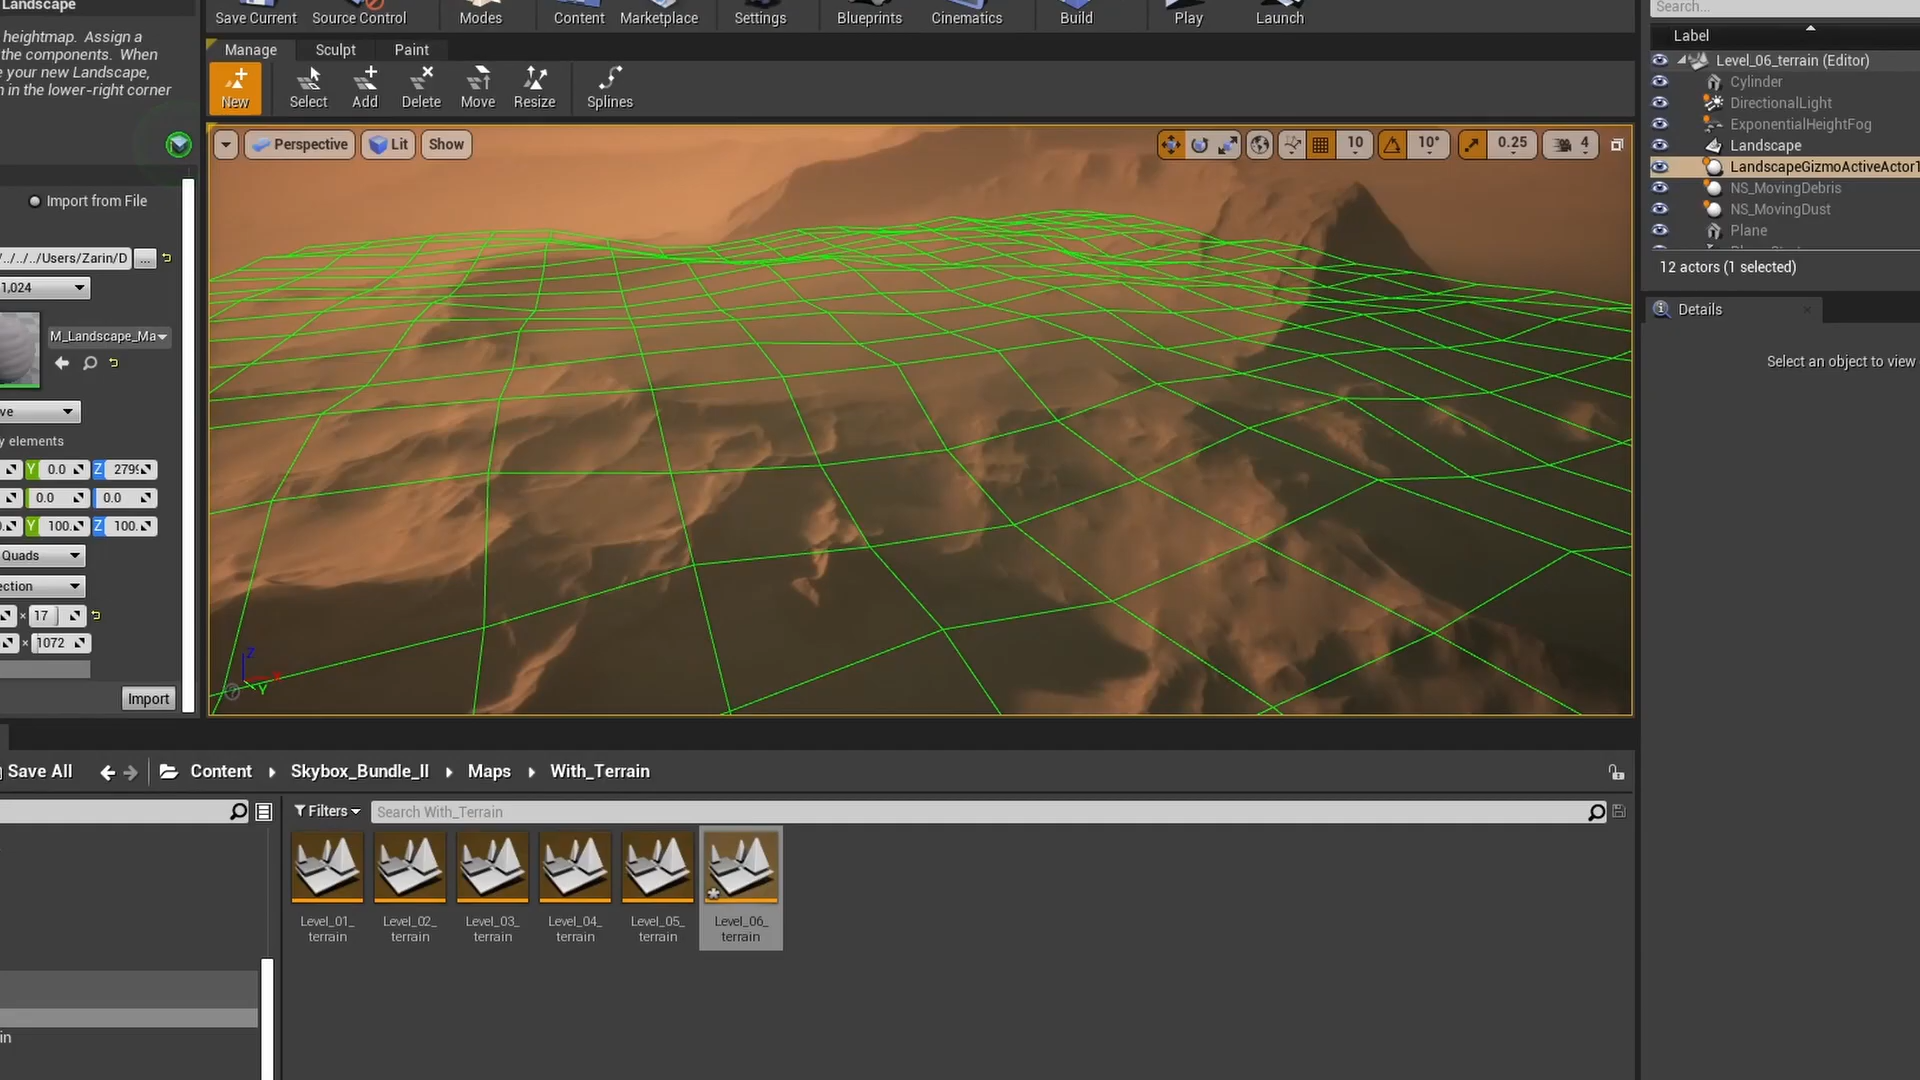 Landscape
heightmap. Assign a
the components. When
e your new Landscape,
n in the lower-right corner
Import from File
/../../../Users/Zarin/D
...
1,024
M_Landscape_Ma
ve
y elements
Y 0.0 Z 279
0.0 0.0
Y 100. Z 100.
Quads
ection
× 17
× 1072
Import
Save Current
Source Control
Modes
Content
Marketplace
Settings
Blueprints
Cinematics
Build
Play
Launch
Manage
Sculpt
Paint
New
Select
Add
Delete
Move
Resize
Splines
Perspective
Lit
Show
10
10°
0.25
4
Z
Y
Search...
Label
Level_06_terrain (Editor)
Cylinder
DirectionalLight
ExponentialHeightFog
Landscape
LandscapeGizmoActiveActor1
NS_MovingDebris
NS_MovingDust
Plane
12 actors (1 selected)
Details
Select an object to view
Save All
Content
Skybox_Bundle_II
Maps
With_Terrain
Filters
Search With_Terrain
Level_01_
terrain
Level_02_
terrain
Level_03_
terrain
Level_04_
terrain
Level_05_
terrain
Level_06_
terrain
in